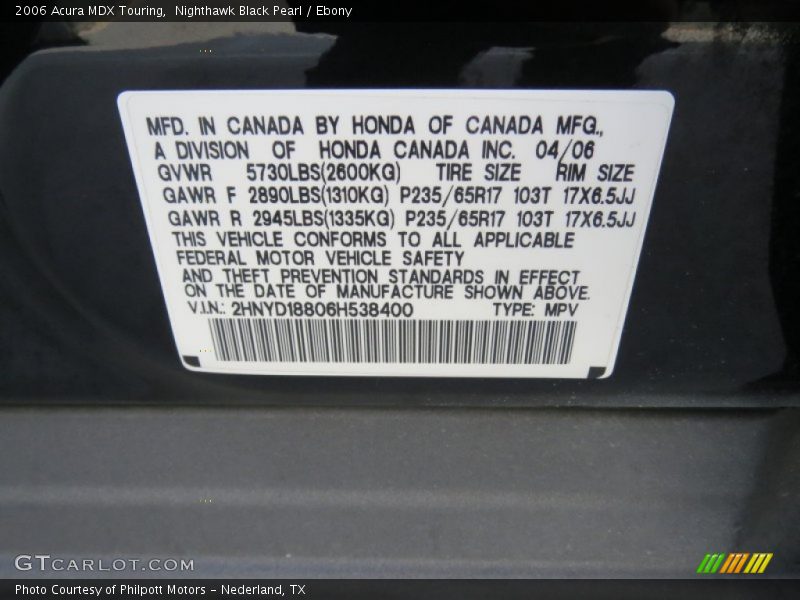 2006 Acura MDX Touring,  Nighthawk Black Pearl / Ebony
MFD. IN CANADA BY HONDA OF CANADA MFG.,
A DIVISION OF HONDA CANADA INC. 04/06
GVWR 5730LBS(2600KG) TIRE SIZE RIM SIZE
GAWR F 2890LBS(1310KG) P235/65R17 103T 17X6.5JJ
GAWR R 2945LBS(1335KG) P235/65R17 103T 17X6.5JJ
THIS VEHICLE CONFORMS TO ALL APPLICABLE
FEDERAL MOTOR VEHICLE SAFETY
AND THEFT PREVENTION STANDARDS IN EFFECT
ON THE DATE OF MANUFACTURE SHOWN ABOVE.
V.I.N.: 2HNYD18806H538400 TYPE: MPV
GTCARLOT.COM
Photo Courtesy of Philpott Motors - Nederland, TX